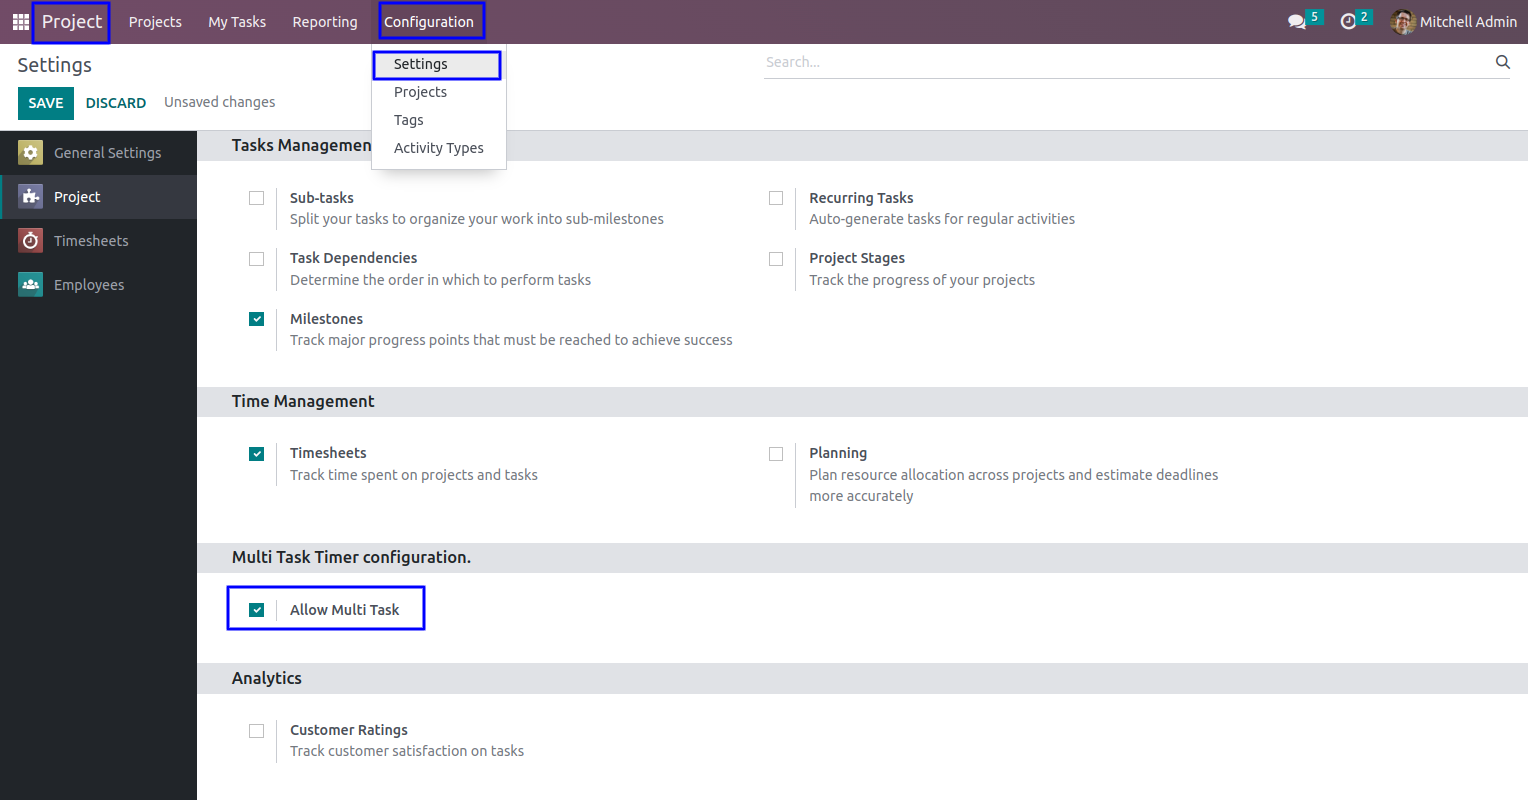 Project Projects My Tasks Reporting Configuration 5 2 Mitchell Admin
Settings
Search...
SAVE DISCARD Unsaved changes
Settings
Projects
Tags
Activity Types
General Settings
Project
Timesheets
Employees
Tasks Managemen
Sub-tasks
Split your tasks to organize your work into sub-milestones
Recurring Tasks
Auto-generate tasks for regular activities
Task Dependencies
Determine the order in which to perform tasks
Project Stages
Track the progress of your projects
Milestones
Track major progress points that must be reached to achieve success
Time Management
Timesheets
Track time spent on projects and tasks
Planning
Plan resource allocation across projects and estimate deadlines
more accurately
Multi Task Timer configuration.
Allow Multi Task
Analytics
Customer Ratings
Track customer satisfaction on tasks